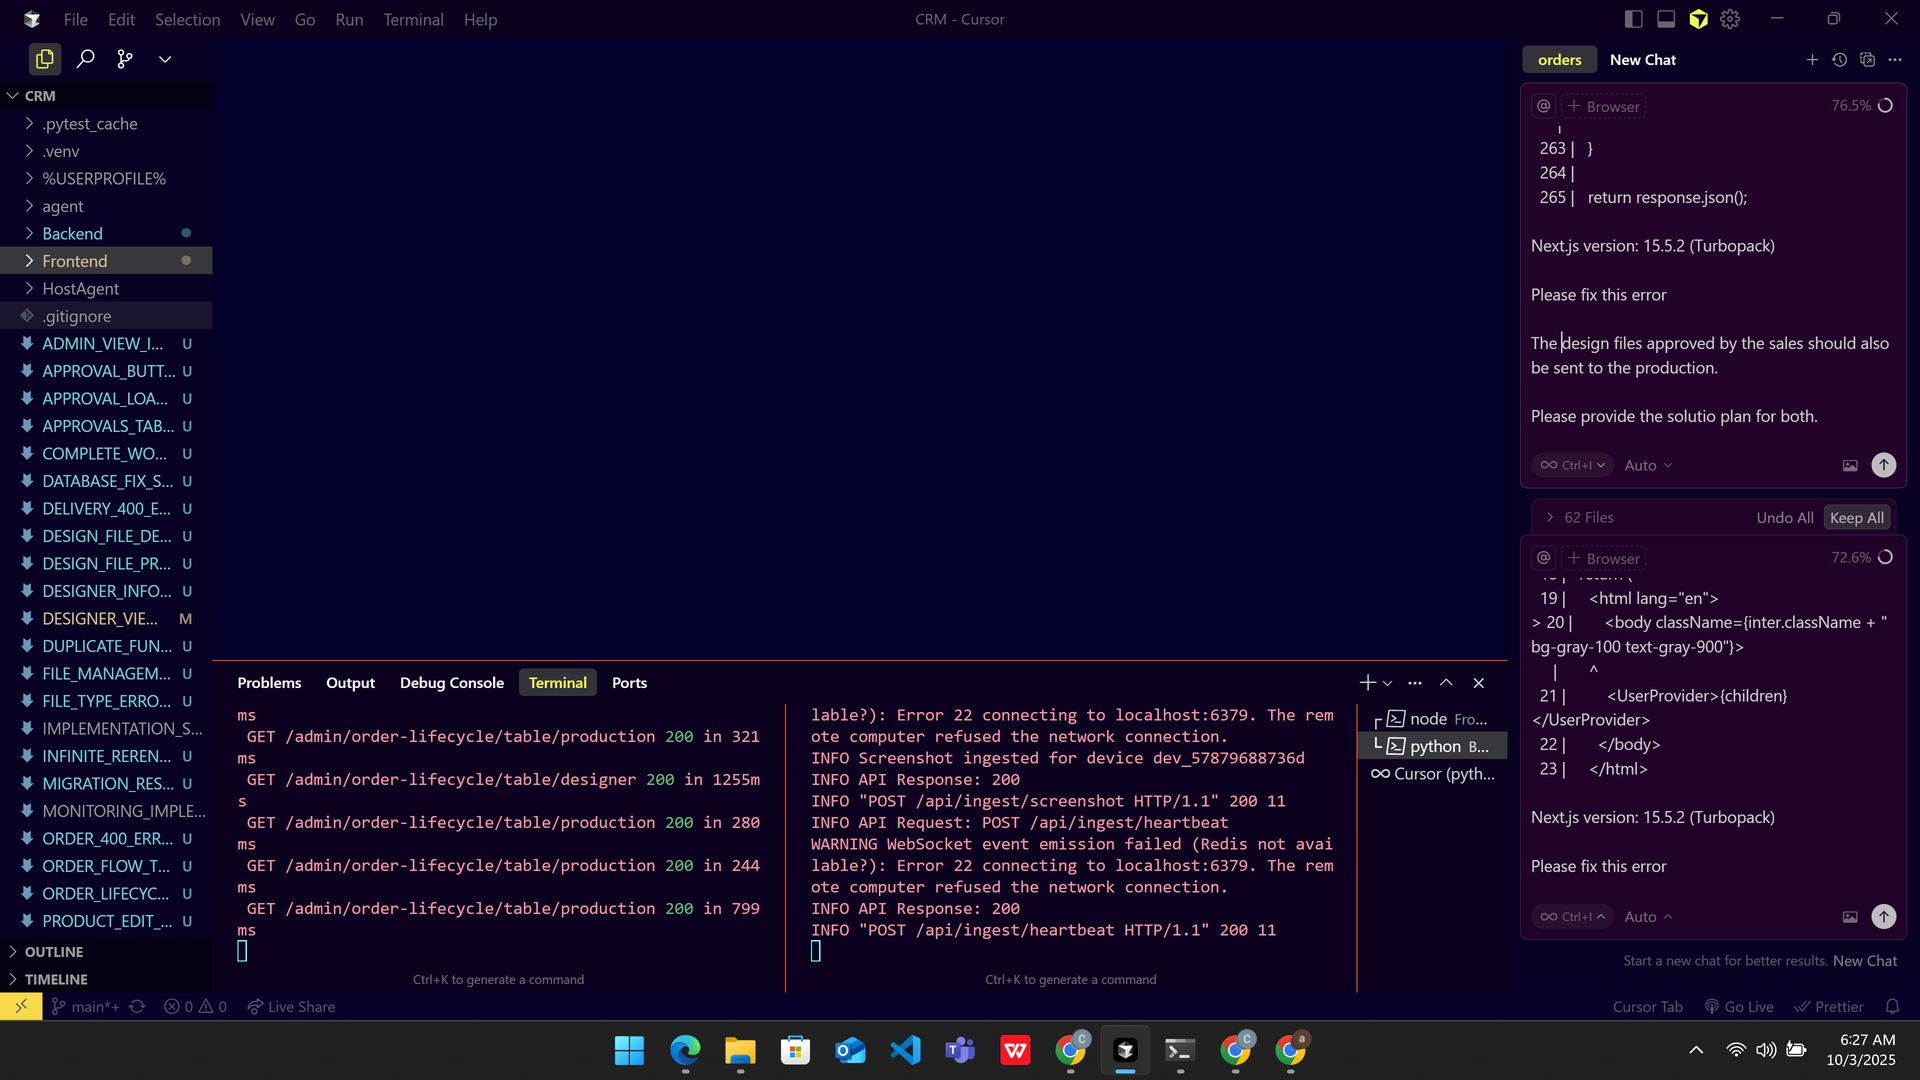 File Edit Selection View Go Run Terminal Help
CRM - Cursor
CRM
.pytest_cache
.venv
%USERPROFILE%
agent
Backend
Frontend
HostAgent
.gitignore
ADMIN_VIEW_I... U
APPROVAL_BUTT... U
APPROVAL_LOA... U
APPROVALS_TAB... U
COMPLETE_WO... U
DATABASE_FIX_S... U
DELIVERY_400_E... U
DESIGN_FILE_DE... U
DESIGN_FILE_PR... U
DESIGNER_INFO... U
DESIGNER_VIE... M
DUPLICATE_FUN... U
FILE_MANAGEM... U
FILE_TYPE_ERRO... U
IMPLEMENTATION_S...
INFINITE_REREN... U
MIGRATION_RES... U
MONITORING_IMPLE...
ORDER_400_ERR... U
ORDER_FLOW_T... U
ORDER_LIFECYC... U
PRODUCT_EDIT_... U
OUTLINE
TIMELINE
Problems Output Debug Console Terminal Ports
ms
GET /admin/order-lifecycle/table/production 200 in 321
ms
GET /admin/order-lifecycle/table/designer 200 in 1255m
s
GET /admin/order-lifecycle/table/production 200 in 280
ms
GET /admin/order-lifecycle/table/production 200 in 244
ms
GET /admin/order-lifecycle/table/production 200 in 799
ms
Ctrl+K to generate a command
lable?): Error 22 connecting to localhost:6379. The rem
ote computer refused the network connection.
INFO Screenshot ingested for device dev_57879688736d
INFO API Response: 200
INFO "POST /api/ingest/screenshot HTTP/1.1" 200 11
INFO API Request: POST /api/ingest/heartbeat
WARNING WebSocket event emission failed (Redis not avai
lable?): Error 22 connecting to localhost:6379. The rem
ote computer refused the network connection.
INFO API Response: 200
INFO "POST /api/ingest/heartbeat HTTP/1.1" 200 11
Ctrl+K to generate a command
node Fro...
python B...
Cursor (pyth...
orders New Chat
@ + Browser 76.5%
263 | }
264 |
265 | return response.json();
Next.js version: 15.5.2 (Turbopack)
Please fix this error
The design files approved by the sales should also
be sent to the production.
Please provide the solutio plan for both.
∞ Ctrl+I Auto
62 Files Undo All Keep All
@ + Browser 72.6%
19 | <html lang="en">
> 20 | <body className={inter.className + "
bg-gray-100 text-gray-900"}>
| ^
21 | <UserProvider>{children}
</UserProvider>
22 | </body>
23 | </html>
Next.js version: 15.5.2 (Turbopack)
Please fix this error
∞ Ctrl+I Auto
Start a new chat for better results. New Chat
main*+ 0 0 Live Share
Cursor Tab Go Live Prettier
6:27 AM
10/3/2025